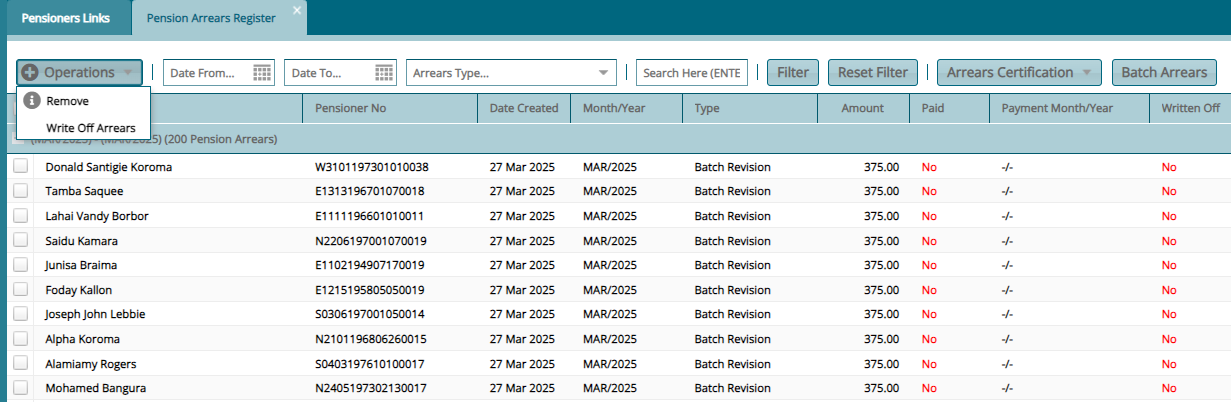 Pensioners Links Pension Arrears Register ×
Operations Date From... Date To... Arrears Type... Search Here (ENTE Filter Reset Filter Arrears Certification Batch Arrears
Remove
Write Off Arrears
Pensioner No Date Created Month/Year Type Amount Paid Payment Month/Year Written Off
(MAR/2025) - (MAR/2025) (200 Pension Arrears)
Donald Santigie Koroma W3101197301010038 27 Mar 2025 MAR/2025 Batch Revision 375.00 No -/- No
Tamba Saquee E1313196701070018 27 Mar 2025 MAR/2025 Batch Revision 375.00 No -/- No
Lahai Vandy Borbor E1111196601010011 27 Mar 2025 MAR/2025 Batch Revision 375.00 No -/- No
Saidu Kamara N2206197001070019 27 Mar 2025 MAR/2025 Batch Revision 375.00 No -/- No
Junisa Braima E1102194907170019 27 Mar 2025 MAR/2025 Batch Revision 375.00 No -/- No
Foday Kallon E1215195805050019 27 Mar 2025 MAR/2025 Batch Revision 375.00 No -/- No
Joseph John Lebbie S0306197001050014 27 Mar 2025 MAR/2025 Batch Revision 375.00 No -/- No
Alpha Koroma N2101196806260015 27 Mar 2025 MAR/2025 Batch Revision 375.00 No -/- No
Alamiamy Rogers S0403197610100017 27 Mar 2025 MAR/2025 Batch Revision 375.00 No -/- No
Mohamed Bangura N2405197302130017 27 Mar 2025 MAR/2025 Batch Revision 375.00 No -/- No